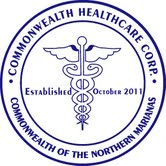 COMMONWEALTH HEALTHCARE CORP.
Established October 2011
COMMONWEALTH OF THE NORTHERN MARIANAS